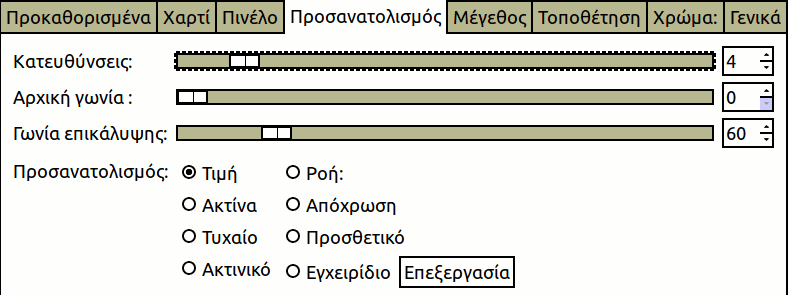 Προκαθορισμένα Χαρτί Πινέλο Προσανατολισμός Μέγεθος Τοποθέτηση Χρώμα: Γενικά
Κατευθύνσεις: 4
Αρχική γωνία : 0
Γωνία επικάλυψης: 60
Προσανατολισμός: Τιμή Ροή:
Ακτίνα Απόχρωση
Τυχαίο Προσθετικό
Ακτινικό Εγχειρίδιο Επεξεργασία